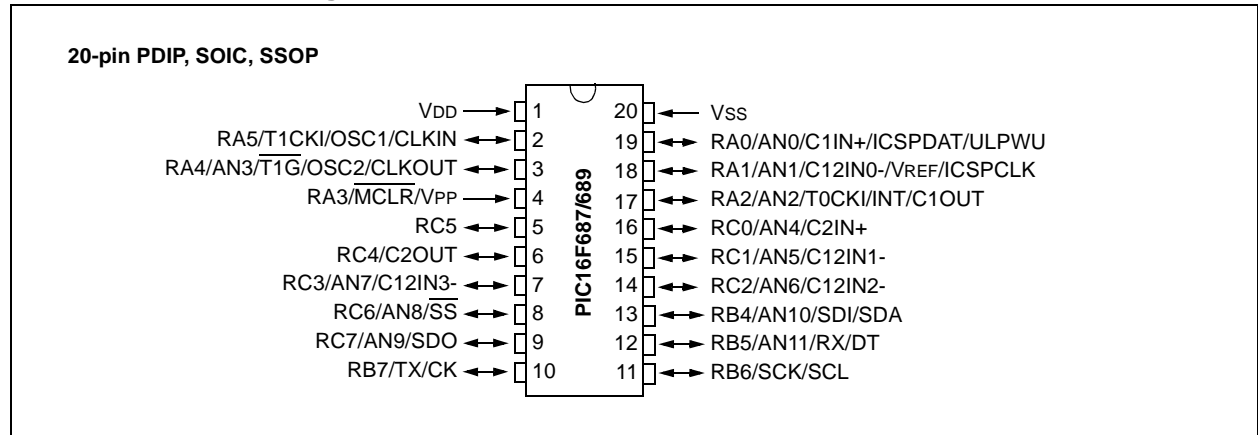 20-pin PDIP, SOIC, SSOP
VDD 1 20 VSS
RA5/T1CKI/OSC1/CLKIN 2 19 RA0/AN0/C1IN+/ICSPDAT/ULPWU
RA4/AN3/T1G/OSC2/CLKOUT 3 18 RA1/AN1/C12IN0-/VREF/ICSPCLK
RA3/MCLR/VPP 4 17 RA2/AN2/T0CKI/INT/C1OUT
RC5 5 16 RC0/AN4/C2IN+
RC4/C2OUT 6 15 RC1/AN5/C12IN1-
RC3/AN7/C12IN3- 7 14 RC2/AN6/C12IN2-
RC6/AN8/SS 8 13 RB4/AN10/SDI/SDA
RC7/AN9/SDO 9 12 RB5/AN11/RX/DT
RB7/TX/CK 10 11 RB6/SCK/SCL
PIC16F687/689